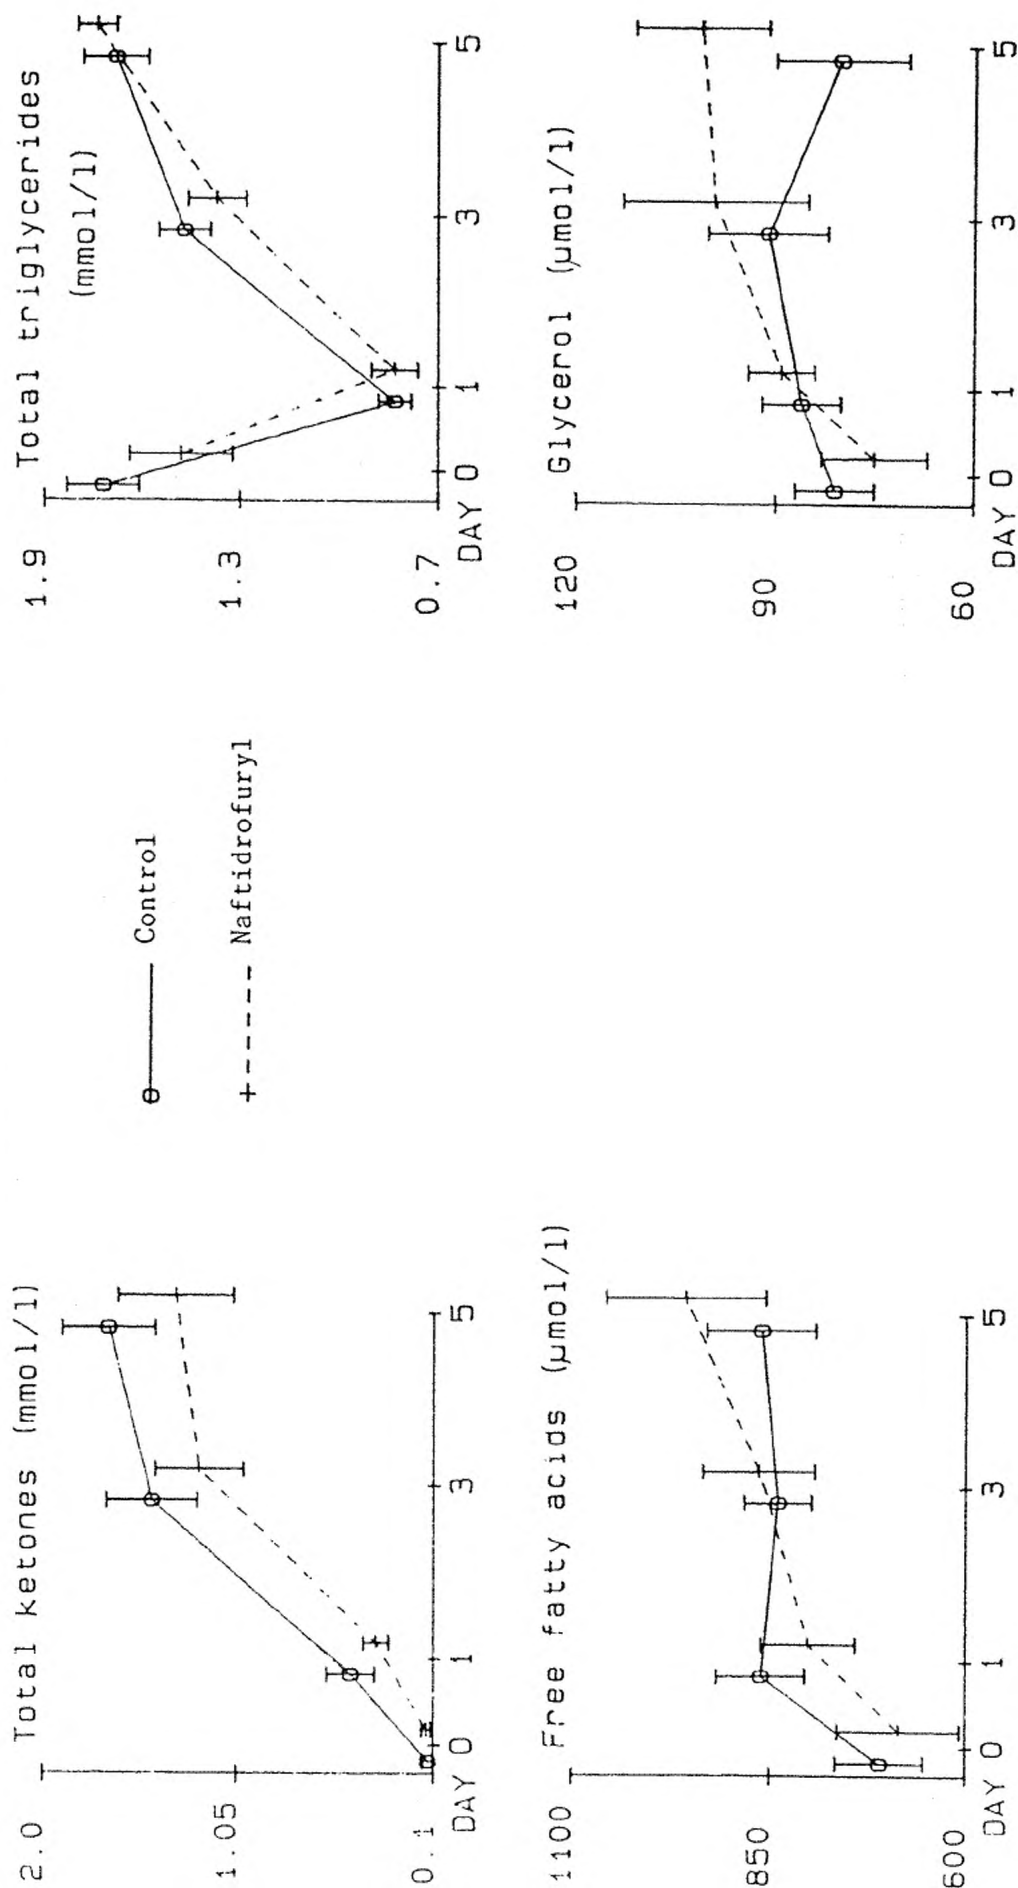 Total ketones (mmol/l)
2.0
1.05
0.1
DAY 0 1 3 5
Control
Naftidrofuryl
Total triglycerides
(mmol/l)
1.9
1.3
0.7
DAY 0 1 3 5
Free fatty acids (μmol/l)
1100
850
600
DAY 0 1 3 5
Glycerol (μmol/l)
120
90
60
DAY 0 1 3 5